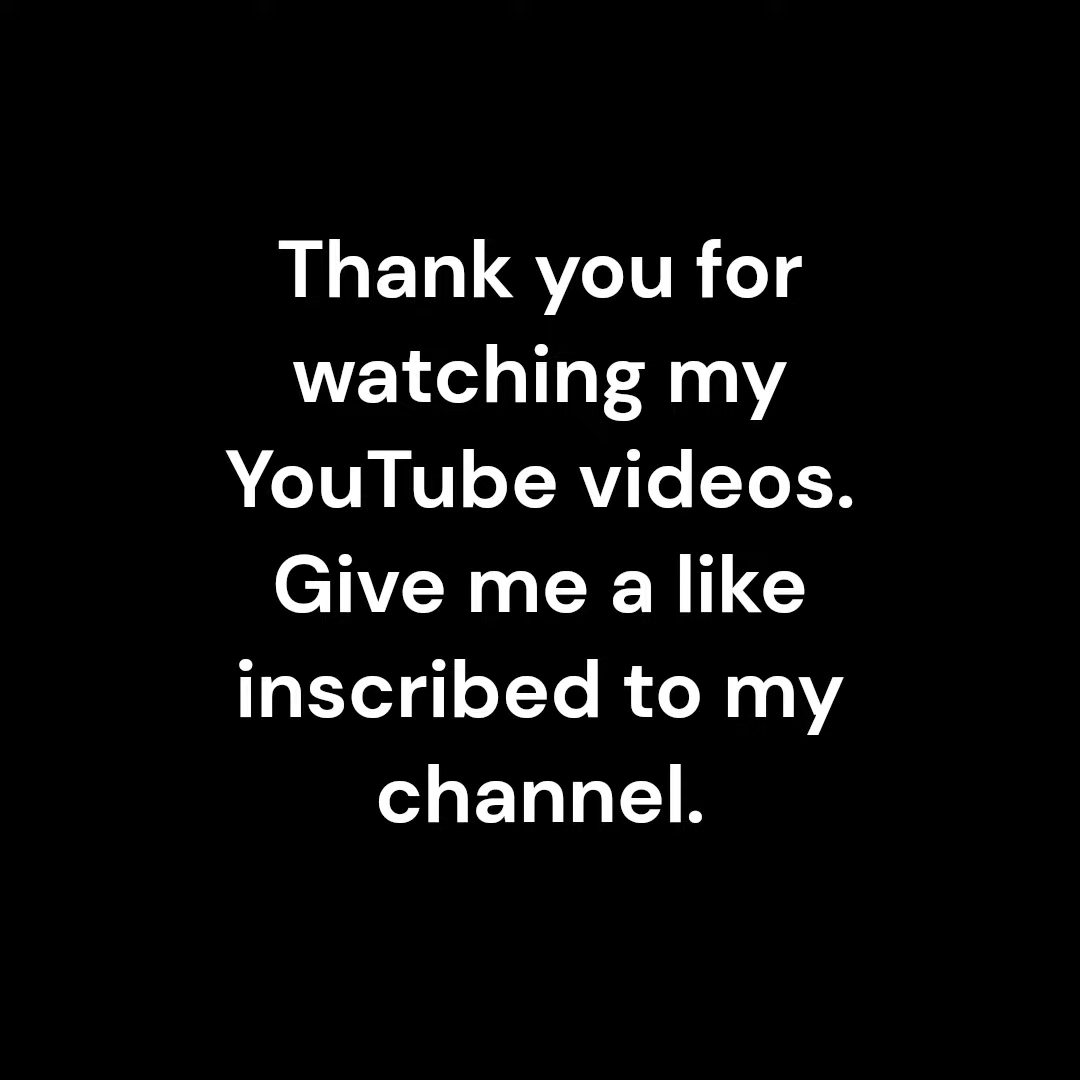 Thank you for
watching my
YouTube videos.
Give me a like
inscribed to my
channel.